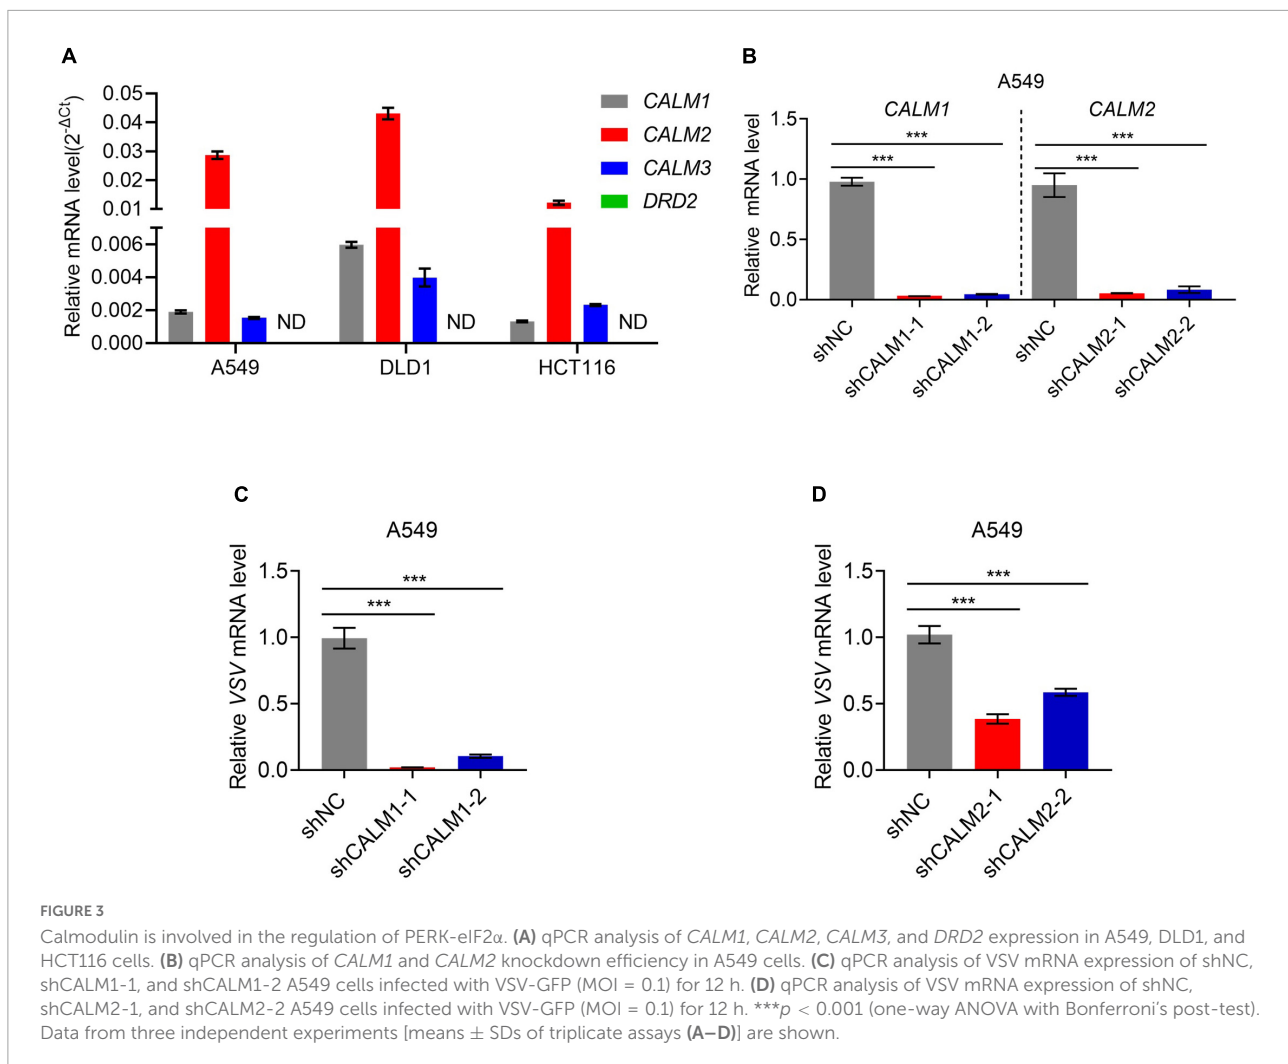 A
Relative mRNA level(2^-ΔCt)
0.05
0.04
0.03
0.02
0.01
0.006
0.004
0.002
0.000
CALM1
CALM2
CALM3
DRD2
ND
ND
ND
A549
DLD1
HCT116
B
A549
CALM1
CALM2
Relative mRNA level
1.5
1.0
0.5
0.0
***
***
***
***
shNC
shCALM1-1
shCALM1-2
shNC
shCALM2-1
shCALM2-2
C
A549
Relative VSV mRNA level
1.5
1.0
0.5
0.0
***
***
shNC
shCALM1-1
shCALM1-2
D
A549
Relative VSV mRNA level
1.5
1.0
0.5
0.0
***
***
shNC
shCALM2-1
shCALM2-2
FIGURE 3
Calmodulin is involved in the regulation of PERK-eIF2α. (A) qPCR analysis of CALM1, CALM2, CALM3, and DRD2 expression in A549, DLD1, and
HCT116 cells. (B) qPCR analysis of CALM1 and CALM2 knockdown efficiency in A549 cells. (C) qPCR analysis of VSV mRNA expression of shNC,
shCALM1-1, and shCALM1-2 A549 cells infected with VSV-GFP (MOI = 0.1) for 12 h. (D) qPCR analysis of VSV mRNA expression of shNC,
shCALM2-1, and shCALM2-2 A549 cells infected with VSV-GFP (MOI = 0.1) for 12 h. ***p < 0.001 (one-way ANOVA with Bonferroni’s post-test).
Data from three independent experiments [means ± SDs of triplicate assays (A–D)] are shown.